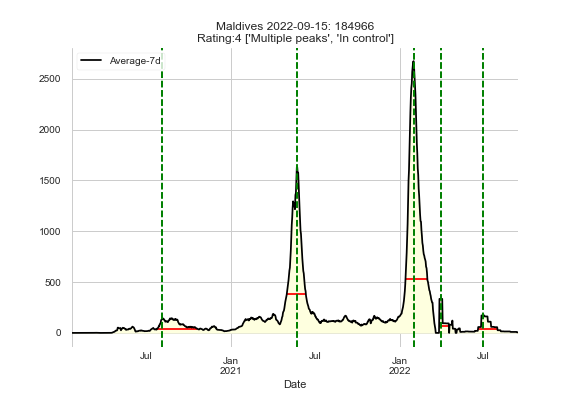 Maldives 2022-09-15: 184966
Rating:4 ['Multiple peaks', 'In control']
Average-7d
2500
2000
1500
1000
500
0
Jul
Jan
2021
Jul
Jan
2022
Jul
Date